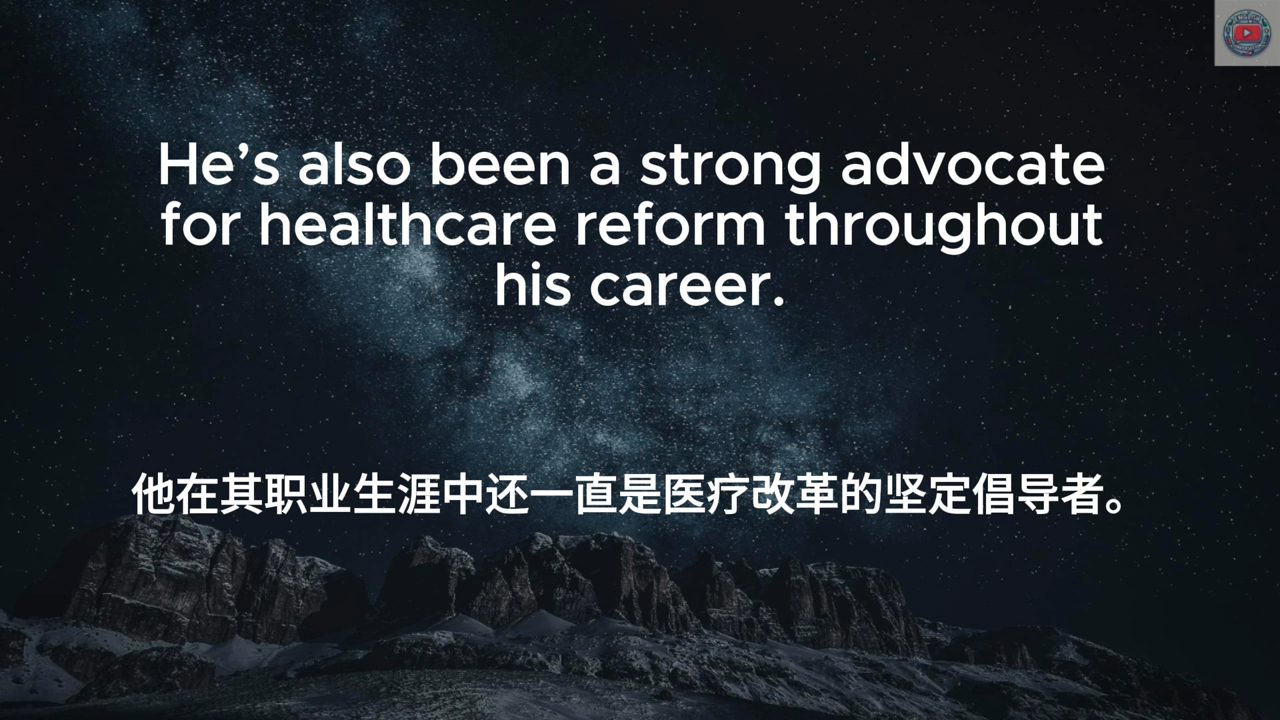 He’s also been a strong advocate
for healthcare reform throughout
his career.
他在其职业生涯中还一直是医疗改革的坚定倡导者。